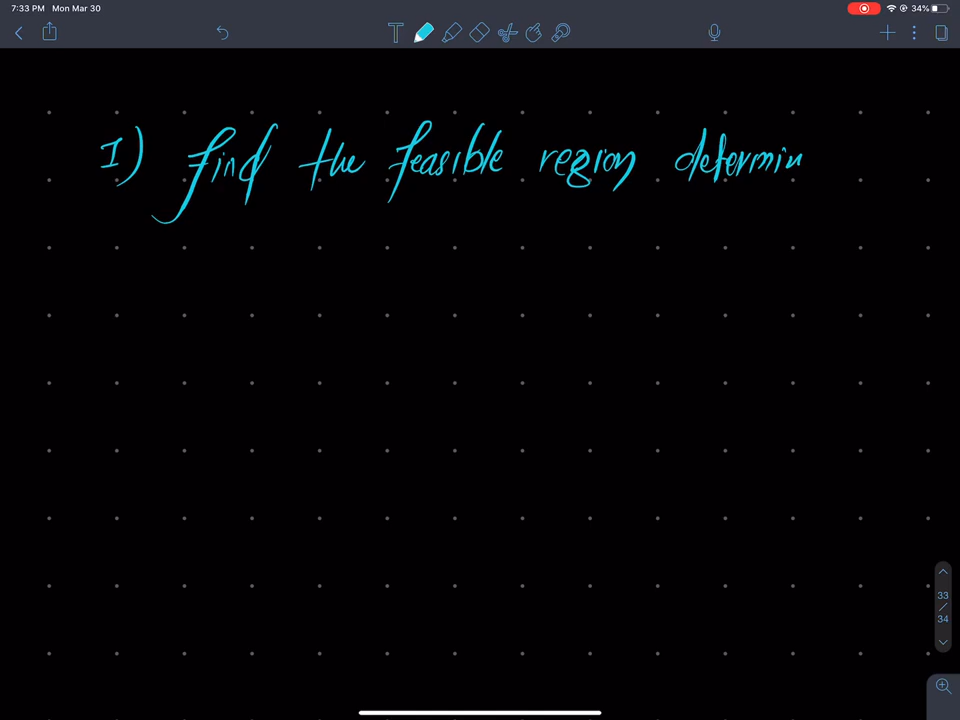 7:33 PM Mon Mar 30
34%
T
1) find the feasible region determin
33
/
34